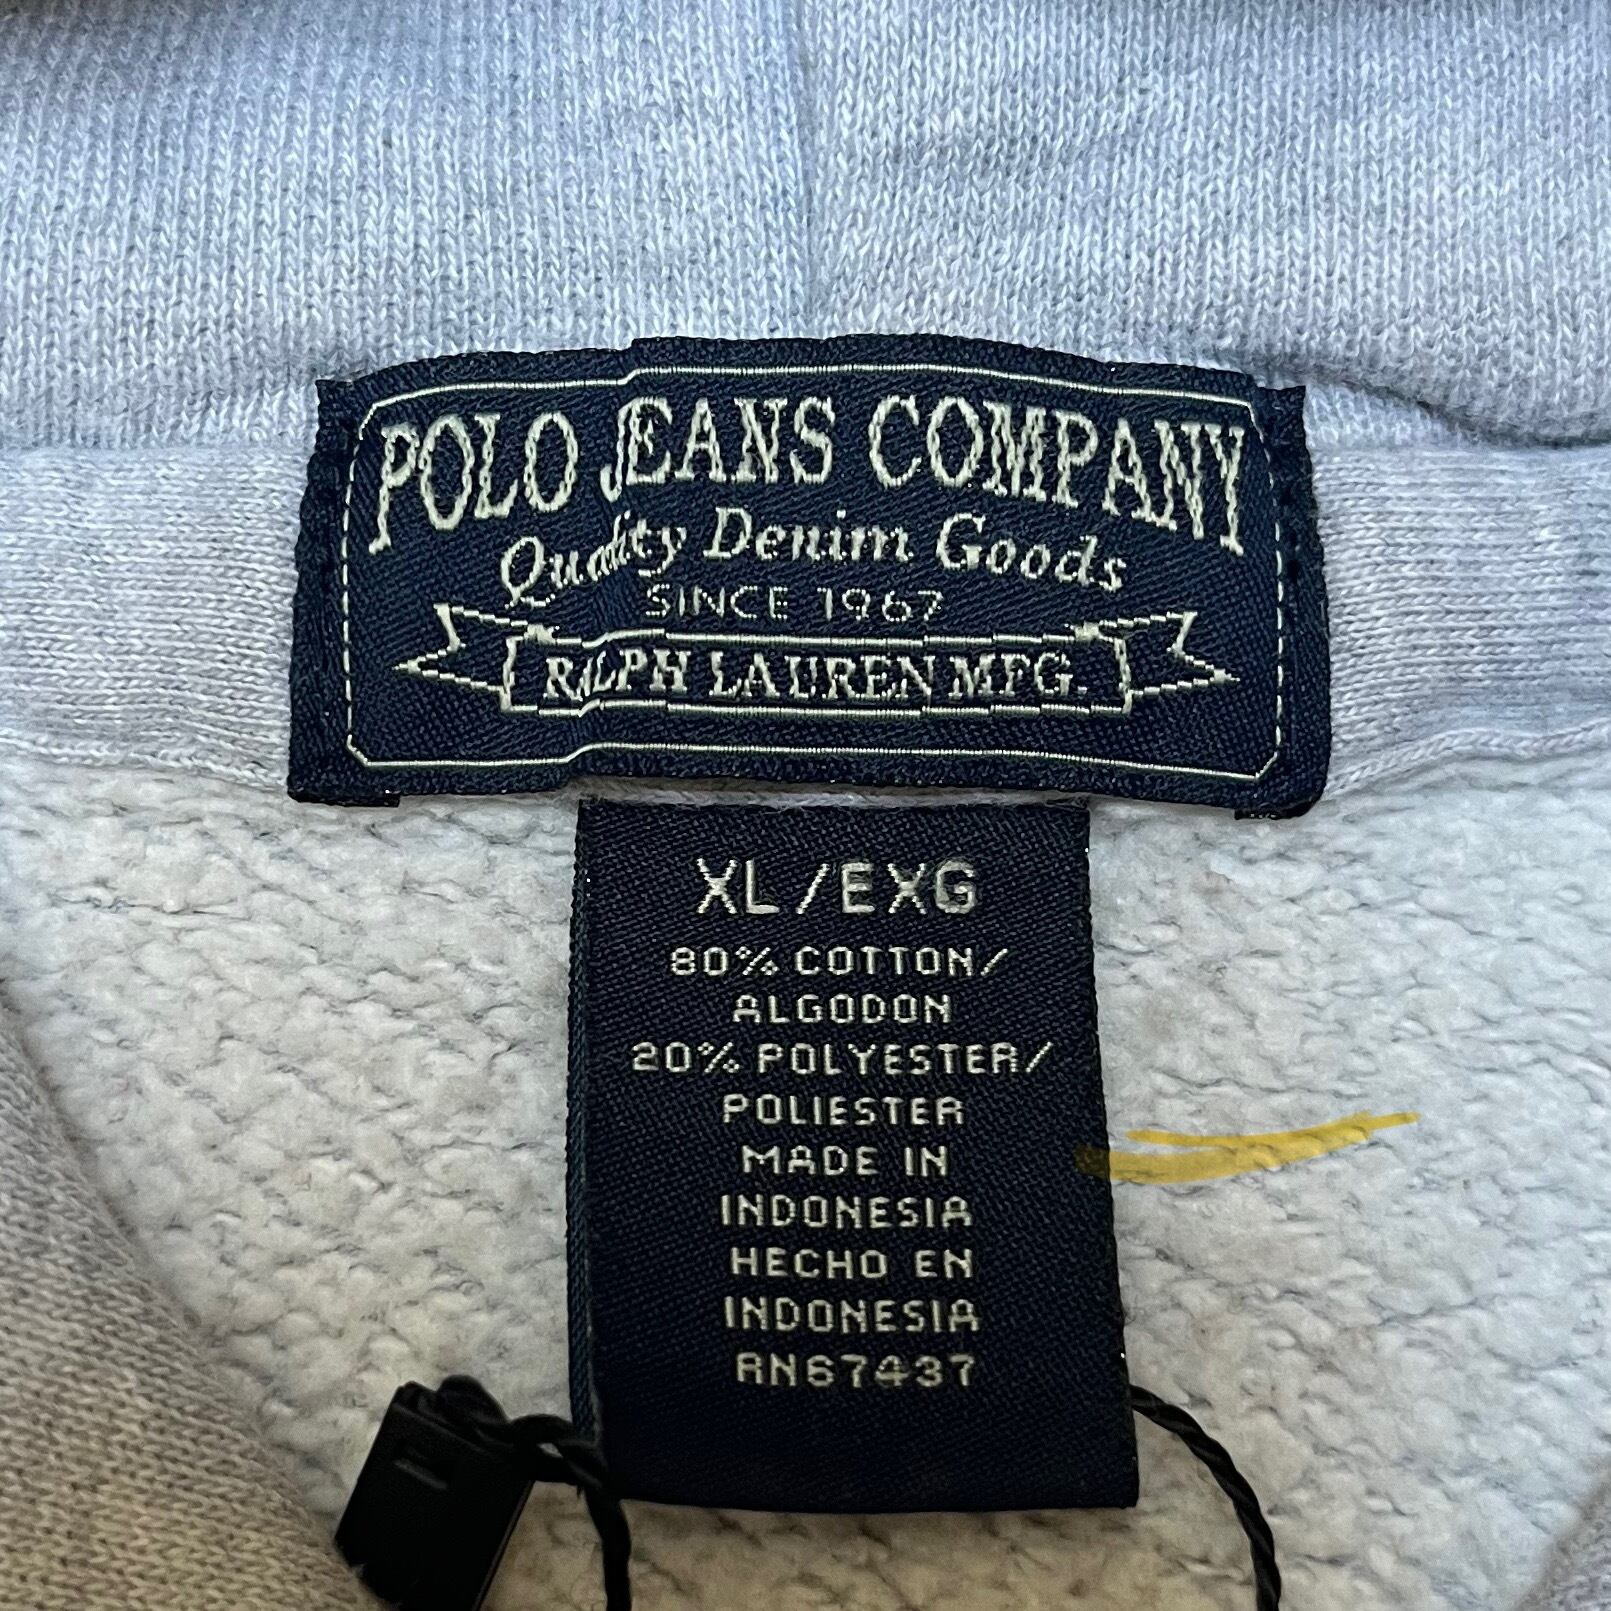 POLO JEANS COMPANY
Quality Denim Goods
SINCE 1967
RALPH LAUREN MFG.
XL/EXG
80% COTTON/
ALGODON
20% POLYESTER/
POLIESTER
MADE IN
INDONESIA
HECHO EN
INDONESIA
RN67437